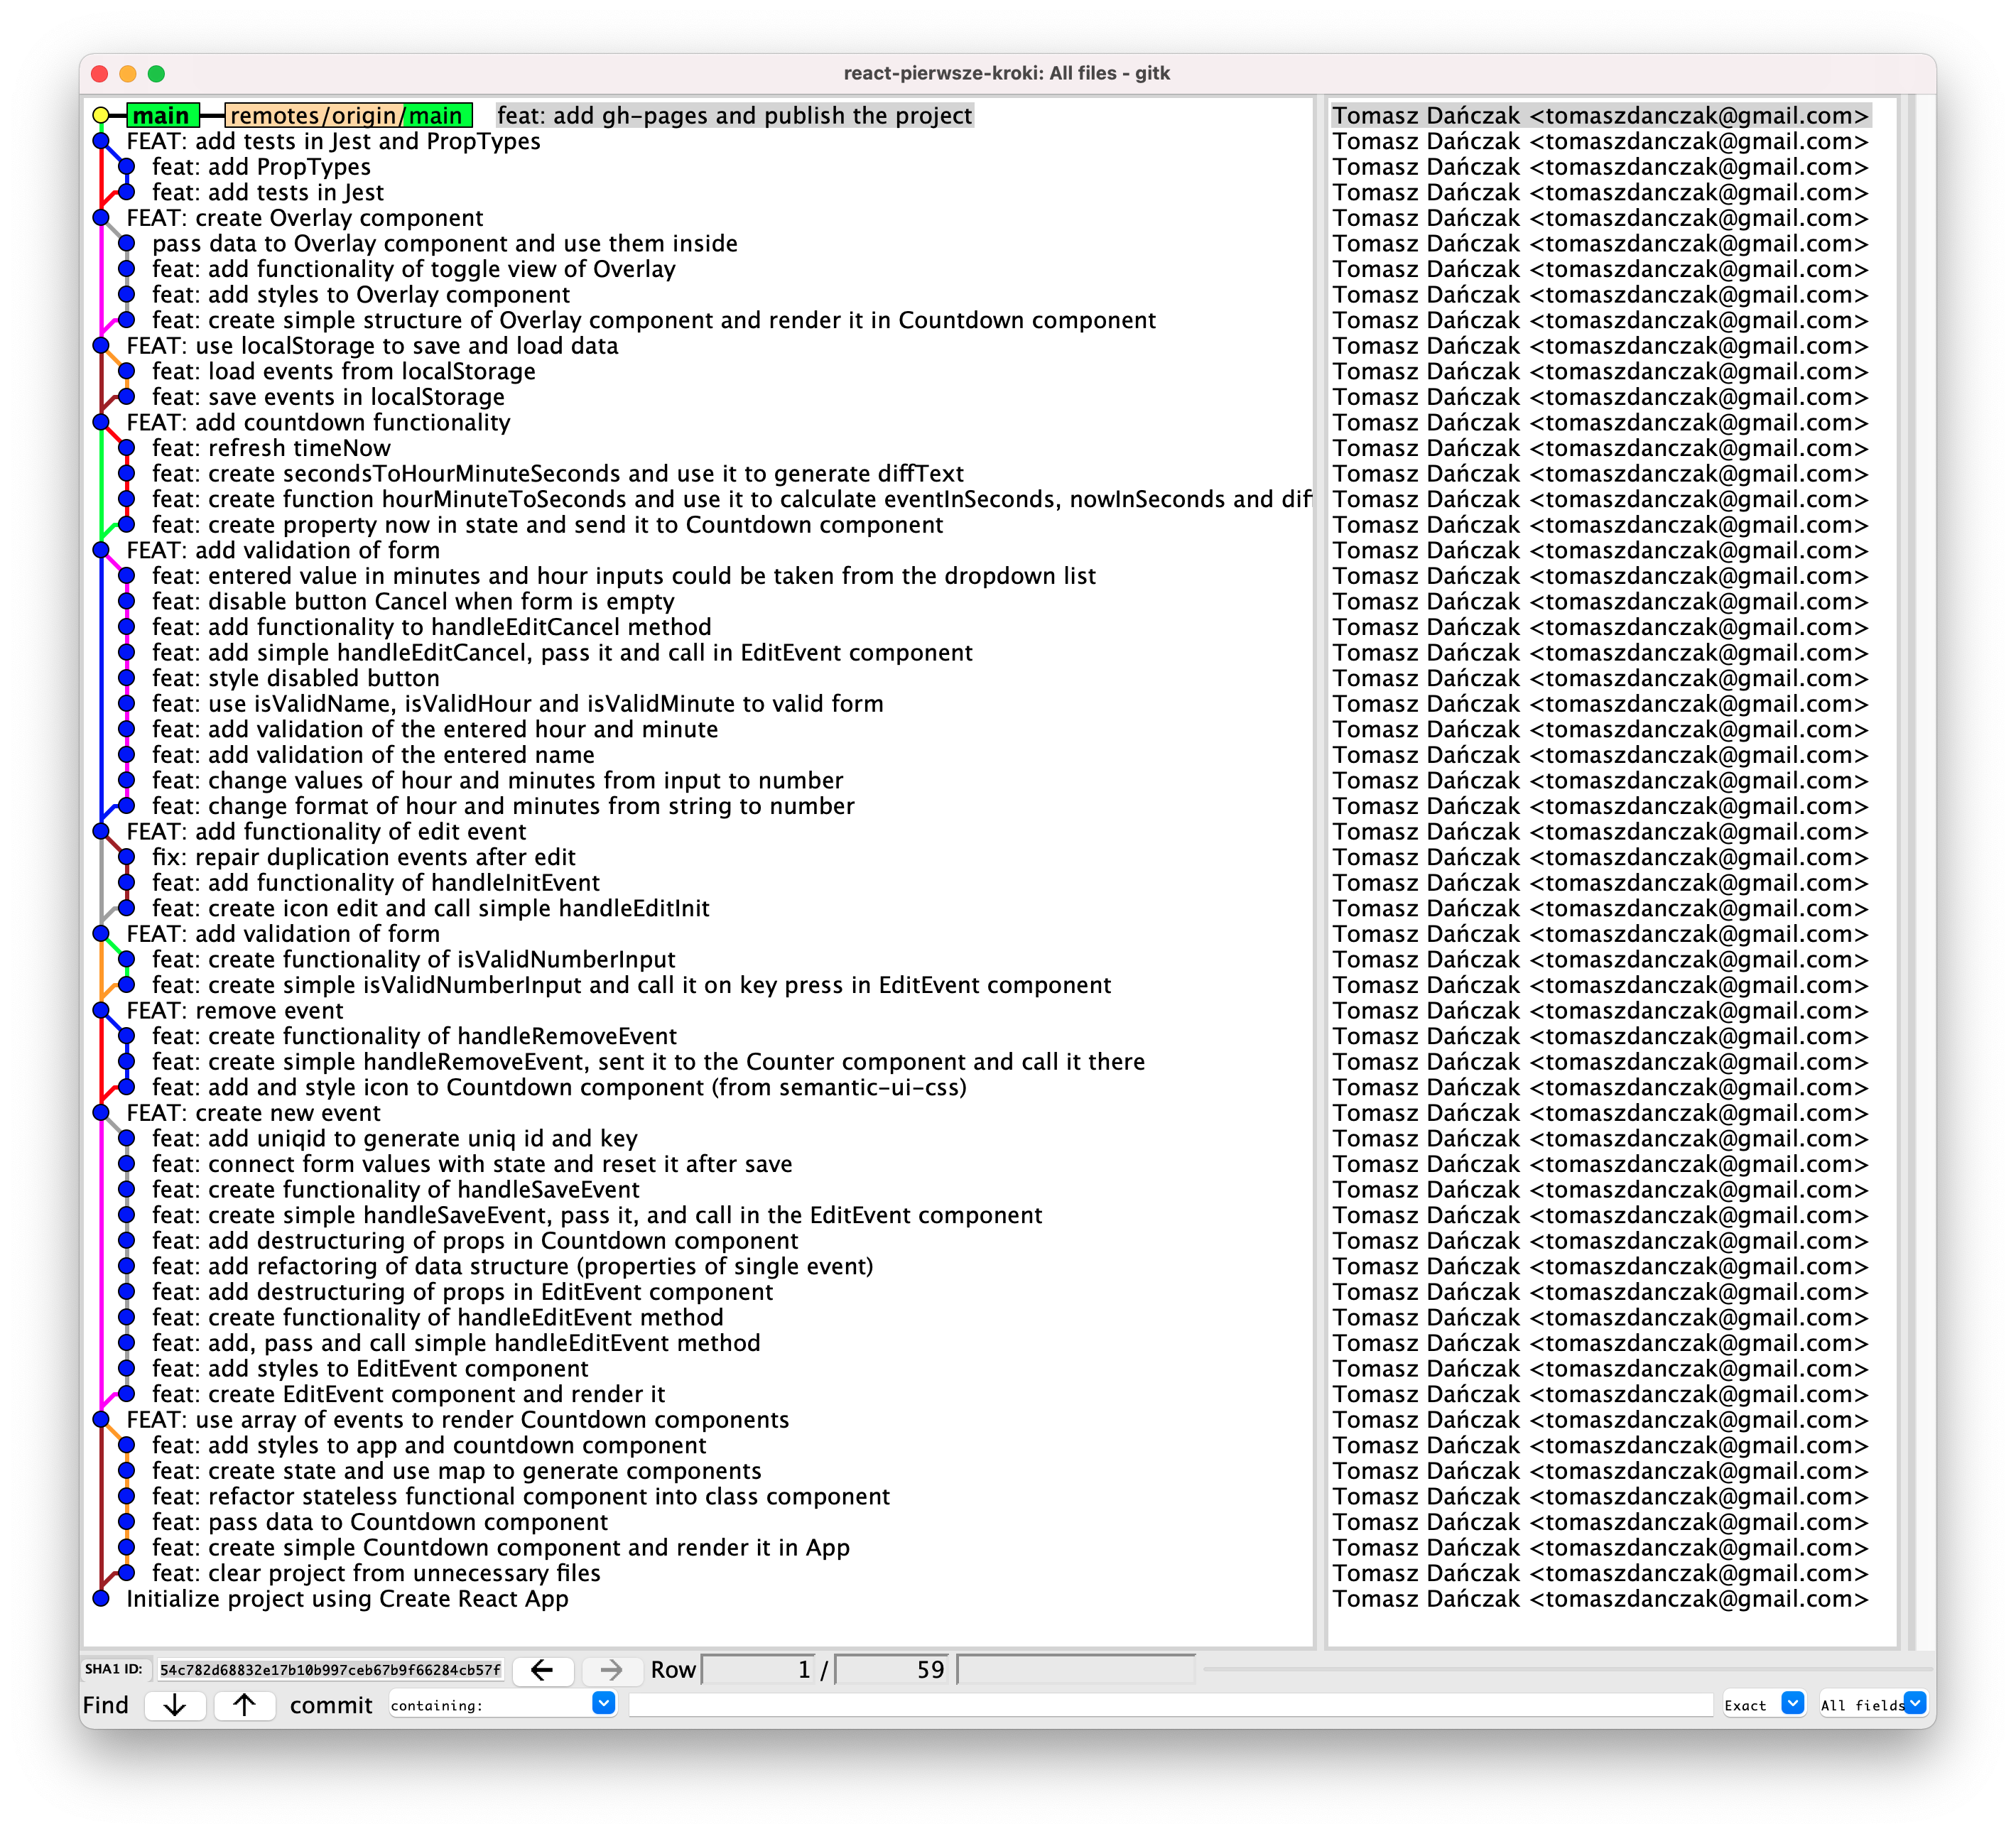 react-pierwsze-kroki: All files - gitk
main remotes/origin/main feat: add gh-pages and publish the project Tomasz Dańczak <tomaszdanczak@gmail.com>
FEAT: add tests in Jest and PropTypes Tomasz Dańczak <tomaszdanczak@gmail.com>
feat: add PropTypes Tomasz Dańczak <tomaszdanczak@gmail.com>
feat: add tests in Jest Tomasz Dańczak <tomaszdanczak@gmail.com>
FEAT: create Overlay component Tomasz Dańczak <tomaszdanczak@gmail.com>
pass data to Overlay component and use them inside Tomasz Dańczak <tomaszdanczak@gmail.com>
feat: add functionality of toggle view of Overlay Tomasz Dańczak <tomaszdanczak@gmail.com>
feat: add styles to Overlay component Tomasz Dańczak <tomaszdanczak@gmail.com>
feat: create simple structure of Overlay component and render it in Countdown component Tomasz Dańczak <tomaszdanczak@gmail.com>
FEAT: use localStorage to save and load data Tomasz Dańczak <tomaszdanczak@gmail.com>
feat: load events from localStorage Tomasz Dańczak <tomaszdanczak@gmail.com>
feat: save events in localStorage Tomasz Dańczak <tomaszdanczak@gmail.com>
FEAT: add countdown functionality Tomasz Dańczak <tomaszdanczak@gmail.com>
feat: refresh timeNow Tomasz Dańczak <tomaszdanczak@gmail.com>
feat: create secondsToHourMinuteSeconds and use it to generate diffText Tomasz Dańczak <tomaszdanczak@gmail.com>
feat: create function hourMinuteToSeconds and use it to calculate eventInSeconds, nowInSeconds and dif Tomasz Dańczak <tomaszdanczak@gmail.com>
feat: create property now in state and send it to Countdown component Tomasz Dańczak <tomaszdanczak@gmail.com>
FEAT: add validation of form Tomasz Dańczak <tomaszdanczak@gmail.com>
feat: entered value in minutes and hour inputs could be taken from the dropdown list Tomasz Dańczak <tomaszdanczak@gmail.com>
feat: disable button Cancel when form is empty Tomasz Dańczak <tomaszdanczak@gmail.com>
feat: add functionality to handleEditCancel method Tomasz Dańczak <tomaszdanczak@gmail.com>
feat: add simple handleEditCancel, pass it and call in EditEvent component Tomasz Dańczak <tomaszdanczak@gmail.com>
feat: style disabled button Tomasz Dańczak <tomaszdanczak@gmail.com>
feat: use isValidName, isValidHour and isValidMinute to valid form Tomasz Dańczak <tomaszdanczak@gmail.com>
feat: add validation of the entered hour and minute Tomasz Dańczak <tomaszdanczak@gmail.com>
feat: add validation of the entered name Tomasz Dańczak <tomaszdanczak@gmail.com>
feat: change values of hour and minutes from input to number Tomasz Dańczak <tomaszdanczak@gmail.com>
feat: change format of hour and minutes from string to number Tomasz Dańczak <tomaszdanczak@gmail.com>
FEAT: add functionality of edit event Tomasz Dańczak <tomaszdanczak@gmail.com>
fix: repair duplication events after edit Tomasz Dańczak <tomaszdanczak@gmail.com>
feat: add functionality of handleInitEvent Tomasz Dańczak <tomaszdanczak@gmail.com>
feat: create icon edit and call simple handleEditInit Tomasz Dańczak <tomaszdanczak@gmail.com>
FEAT: add validation of form Tomasz Dańczak <tomaszdanczak@gmail.com>
feat: create functionality of isValidNumberInput Tomasz Dańczak <tomaszdanczak@gmail.com>
feat: create simple isValidNumberInput and call it on key press in EditEvent component Tomasz Dańczak <tomaszdanczak@gmail.com>
FEAT: remove event Tomasz Dańczak <tomaszdanczak@gmail.com>
feat: create functionality of handleRemoveEvent Tomasz Dańczak <tomaszdanczak@gmail.com>
feat: create simple handleRemoveEvent, sent it to the Counter component and call it there Tomasz Dańczak <tomaszdanczak@gmail.com>
feat: add and style icon to Countdown component (from semantic-ui-css) Tomasz Dańczak <tomaszdanczak@gmail.com>
FEAT: create new event Tomasz Dańczak <tomaszdanczak@gmail.com>
feat: add uniqid to generate uniq id and key Tomasz Dańczak <tomaszdanczak@gmail.com>
feat: connect form values with state and reset it after save Tomasz Dańczak <tomaszdanczak@gmail.com>
feat: create functionality of handleSaveEvent Tomasz Dańczak <tomaszdanczak@gmail.com>
feat: create simple handleSaveEvent, pass it, and call in the EditEvent component Tomasz Dańczak <tomaszdanczak@gmail.com>
feat: add destructuring of props in Countdown component Tomasz Dańczak <tomaszdanczak@gmail.com>
feat: add refactoring of data structure (properties of single event) Tomasz Dańczak <tomaszdanczak@gmail.com>
feat: add destructuring of props in EditEvent component Tomasz Dańczak <tomaszdanczak@gmail.com>
feat: create functionality of handleEditEvent method Tomasz Dańczak <tomaszdanczak@gmail.com>
feat: add, pass and call simple handleEditEvent method Tomasz Dańczak <tomaszdanczak@gmail.com>
feat: add styles to EditEvent component Tomasz Dańczak <tomaszdanczak@gmail.com>
feat: create EditEvent component and render it Tomasz Dańczak <tomaszdanczak@gmail.com>
FEAT: use array of events to render Countdown components Tomasz Dańczak <tomaszdanczak@gmail.com>
feat: add styles to app and countdown component Tomasz Dańczak <tomaszdanczak@gmail.com>
feat: create state and use map to generate components Tomasz Dańczak <tomaszdanczak@gmail.com>
feat: refactor stateless functional component into class component Tomasz Dańczak <tomaszdanczak@gmail.com>
feat: pass data to Countdown component Tomasz Dańczak <tomaszdanczak@gmail.com>
feat: create simple Countdown component and render it in App Tomasz Dańczak <tomaszdanczak@gmail.com>
feat: clear project from unnecessary files Tomasz Dańczak <tomaszdanczak@gmail.com>
Initialize project using Create React App Tomasz Dańczak <tomaszdanczak@gmail.com>
SHA1 ID: 54c782d68832e17b10b997ceb67b9f66284cb57f ← → Row 1 / 59
Find ↓ ↑ commit containing: Exact All fields